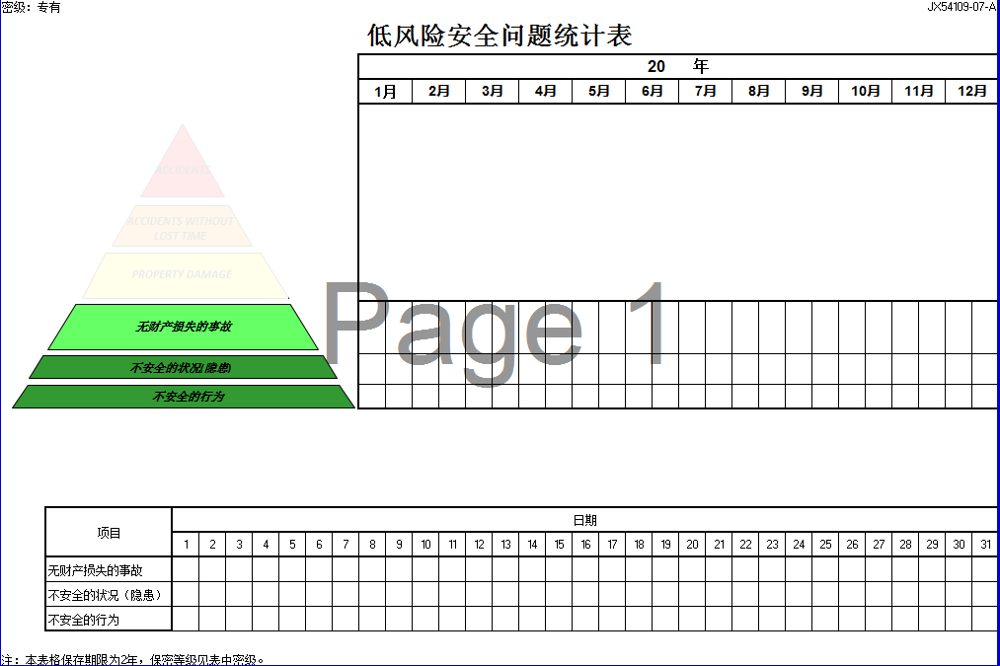 密级：专有
JX54109-07-A
低风险安全问题统计表
20 年
1月 2月 3月 4月 5月 6月 7月 8月 9月 10月 11月 12月
ACCIDENTS
ACCIDENTS WITHOUT
LOST TIME
PROPERTY DAMAGE
无财产损失的事故
不安全的状况(隐患)
不安全的行为
Page 1
项目
日期
1 2 3 4 5 6 7 8 9 10 11 12 13 14 15 16 17 18 19 20 21 22 23 24 25 26 27 28 29 30 31
无财产损失的事故
不安全的状况（隐患）
不安全的行为
注：本表格保存期限为2年，保密等级见表中密级。